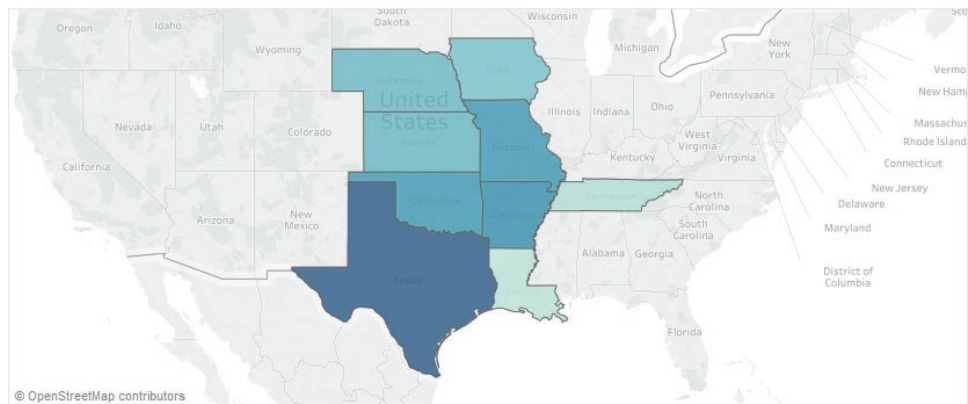 South
Dakota
Wisconsin
Oregon
Idaho
Wyoming
Michigan
New
York
Vermo
New Hamp
Massachus
Rhode Island
Connecticut
New Jersey
Delaware
Maryland
District of
Columbia
Iowa
Nebraska
United
States
Illinois
Indiana
Ohio
Pennsylvania
Nevada
Utah
Colorado
Kansas
Missouri
West
Virginia
Kentucky
Virginia
California
Arizona
New
Mexico
Oklahoma
Arkansas
Tennessee
North
Carolina
South
Carolina
Alabama
Georgia
Texas
Florida
© OpenStreetMap contributors